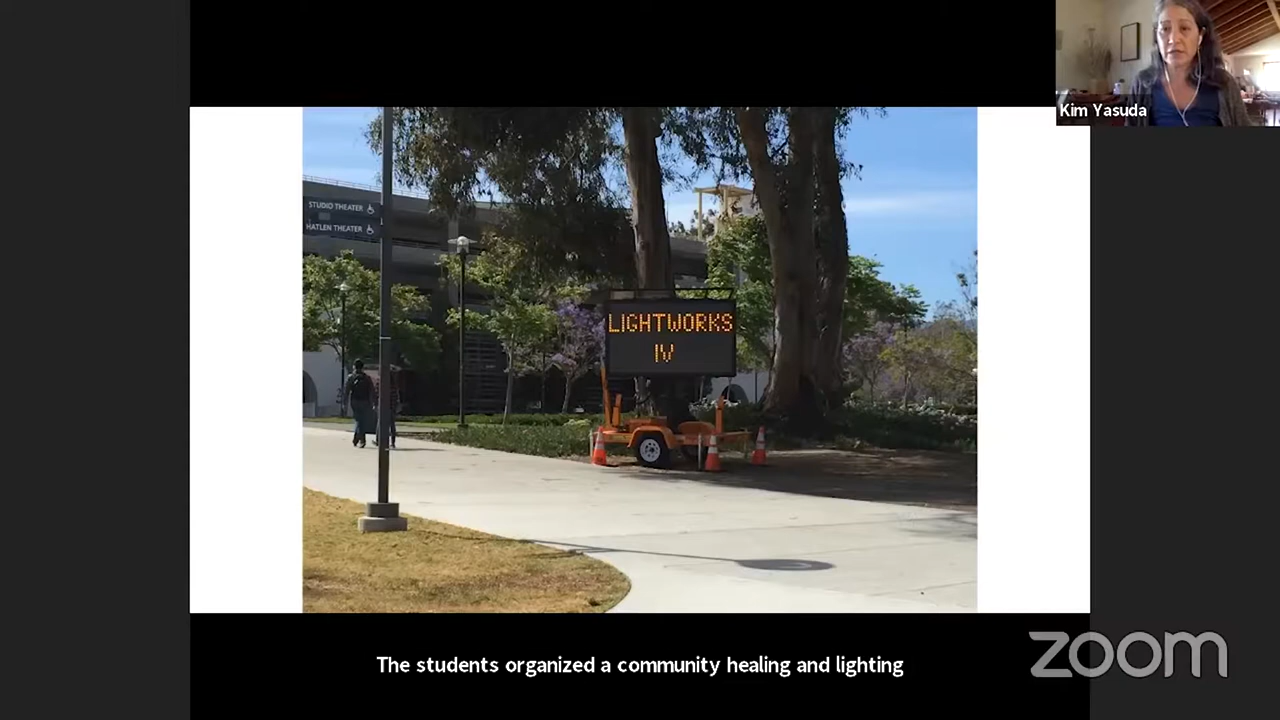 Kim Yasuda
STUDIO THEATER
HATLEN THEATER
LIGHTWORKS
IV
The students organized a community healing and lighting
zoom